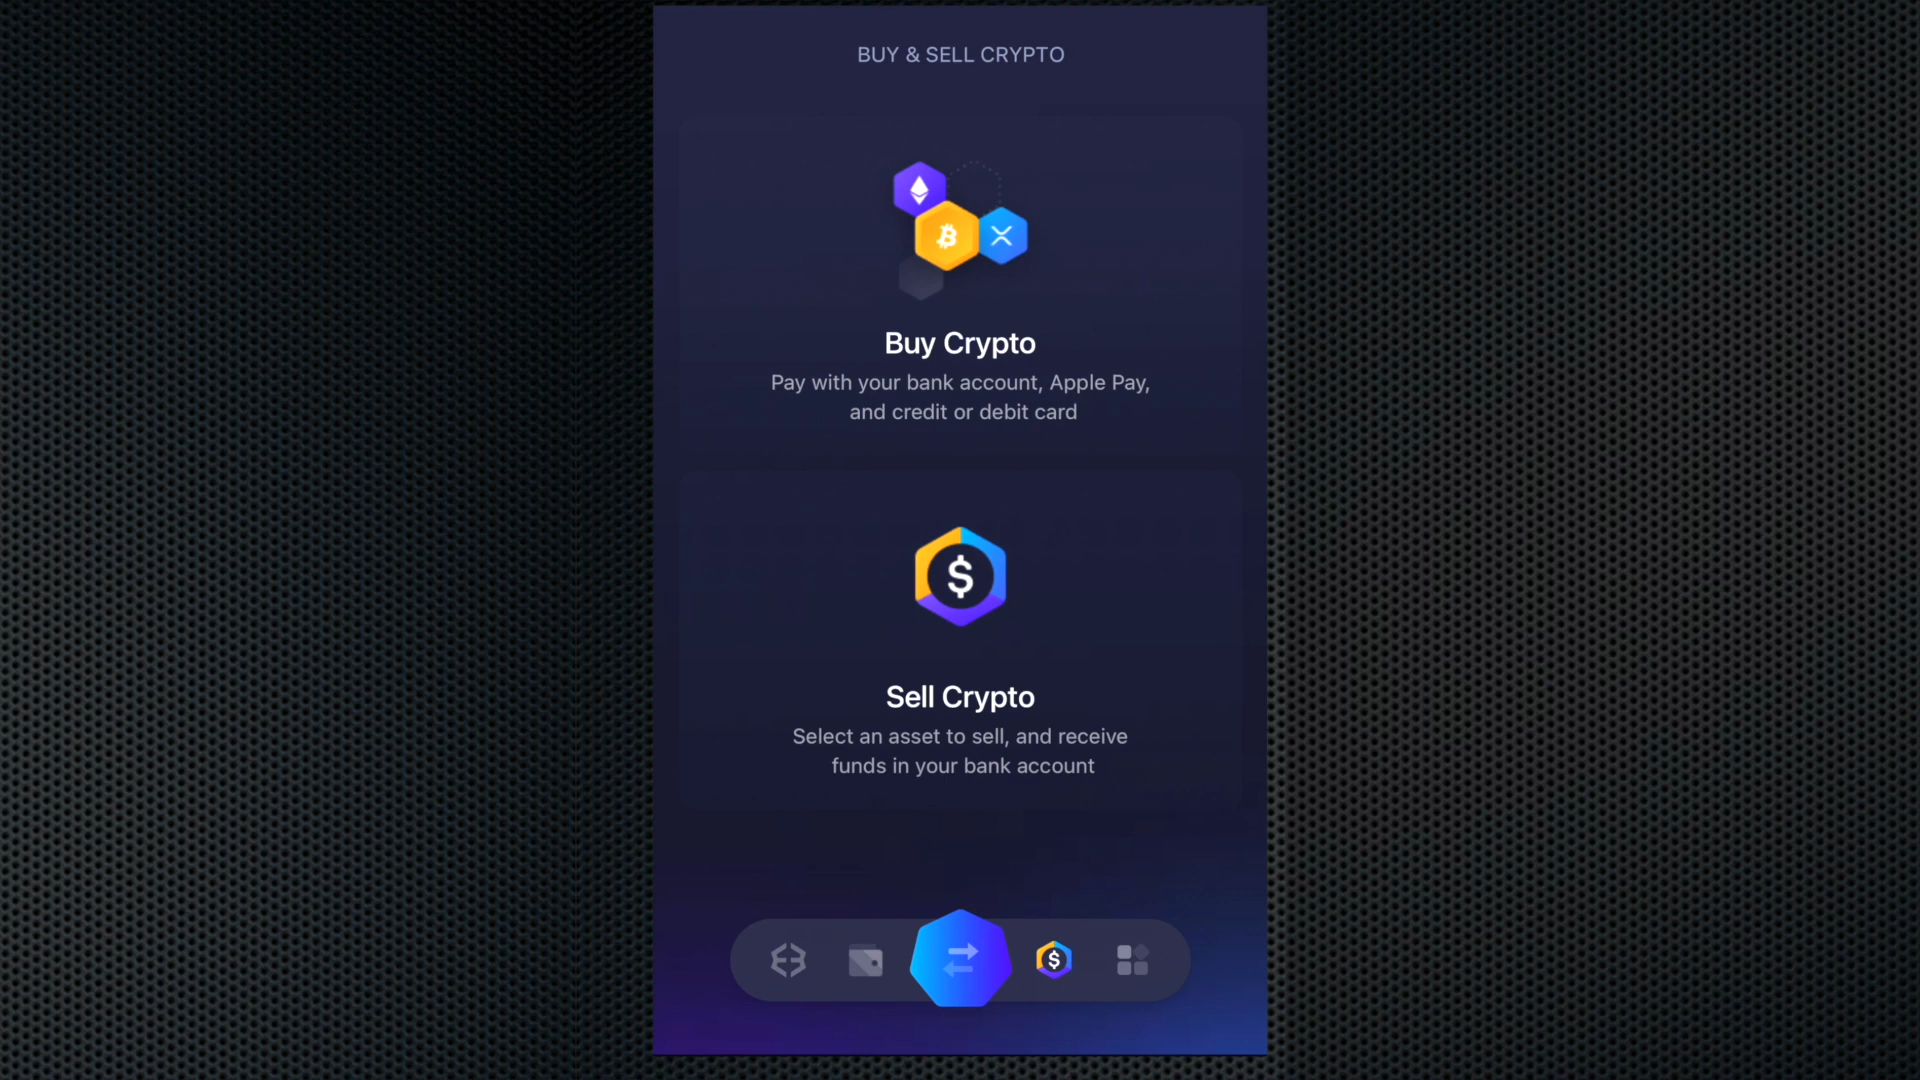 BUY & SELL CRYPTO
Buy Crypto
Pay with your bank account, Apple Pay,
and credit or debit card
$
Sell Crypto
Select an asset to sell, and receive
funds in your bank account
$